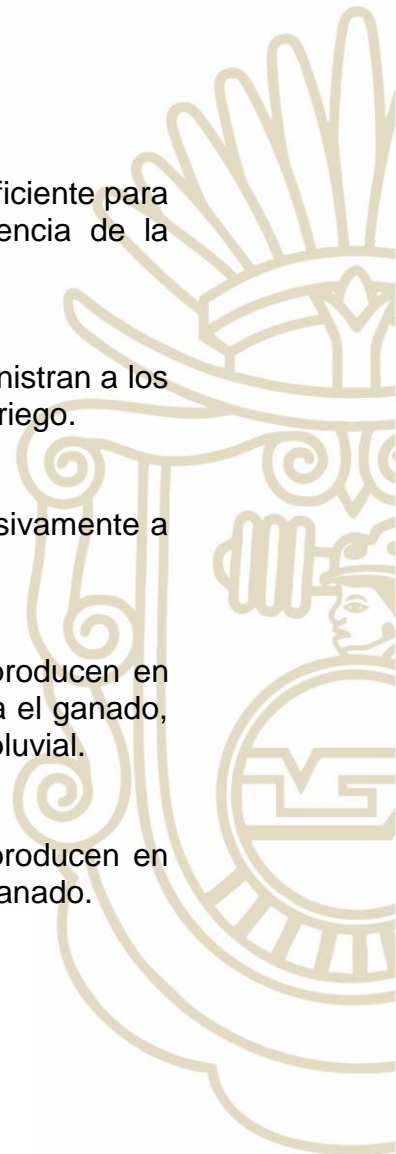 ficiente para
encia de la
nistran a los
riego.
sivamente a
producen en
a el ganado,
pluvial.
producen en
anado.